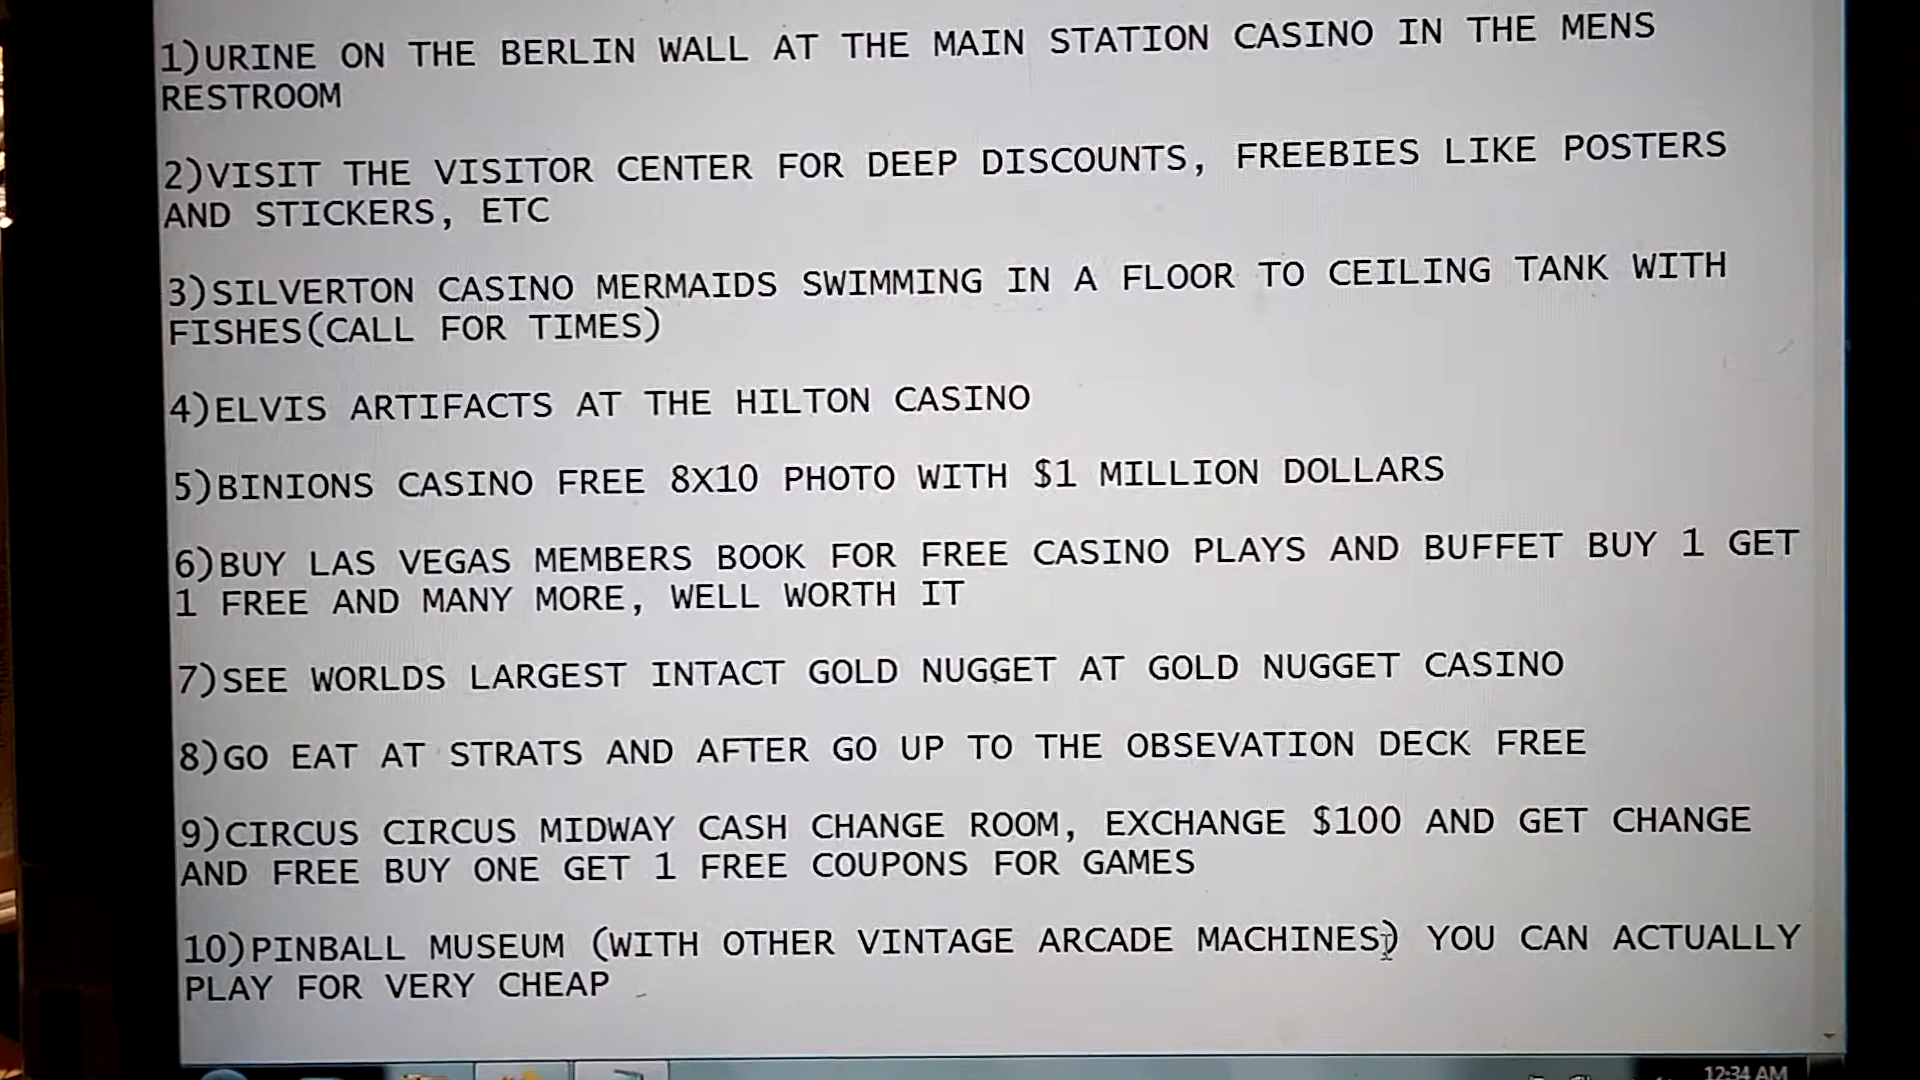 1)URINE ON THE BERLIN WALL AT THE MAIN STATION CASINO IN THE MENS
RESTROOM
2)VISIT THE VISITOR CENTER FOR DEEP DISCOUNTS, FREEBIES LIKE POSTERS
AND STICKERS, ETC
3)SILVERTON CASINO MERMAIDS SWIMMING IN A FLOOR TO CEILING TANK WITH
FISHES(CALL FOR TIMES)
4)ELVIS ARTIFACTS AT THE HILTON CASINO
5)BINIONS CASINO FREE 8X10 PHOTO WITH $1 MILLION DOLLARS
6)BUY LAS VEGAS MEMBERS BOOK FOR FREE CASINO PLAYS AND BUFFET BUY 1 GET
1 FREE AND MANY MORE, WELL WORTH IT
7)SEE WORLDS LARGEST INTACT GOLD NUGGET AT GOLD NUGGET CASINO
8)GO EAT AT STRATS AND AFTER GO UP TO THE OBSEVATION DECK FREE
9)CIRCUS CIRCUS MIDWAY CASH CHANGE ROOM, EXCHANGE $100 AND GET CHANGE
AND FREE BUY ONE GET 1 FREE COUPONS FOR GAMES
10)PINBALL MUSEUM (WITH OTHER VINTAGE ARCADE MACHINES) YOU CAN ACTUALLY
PLAY FOR VERY CHEAP
12:34 AM